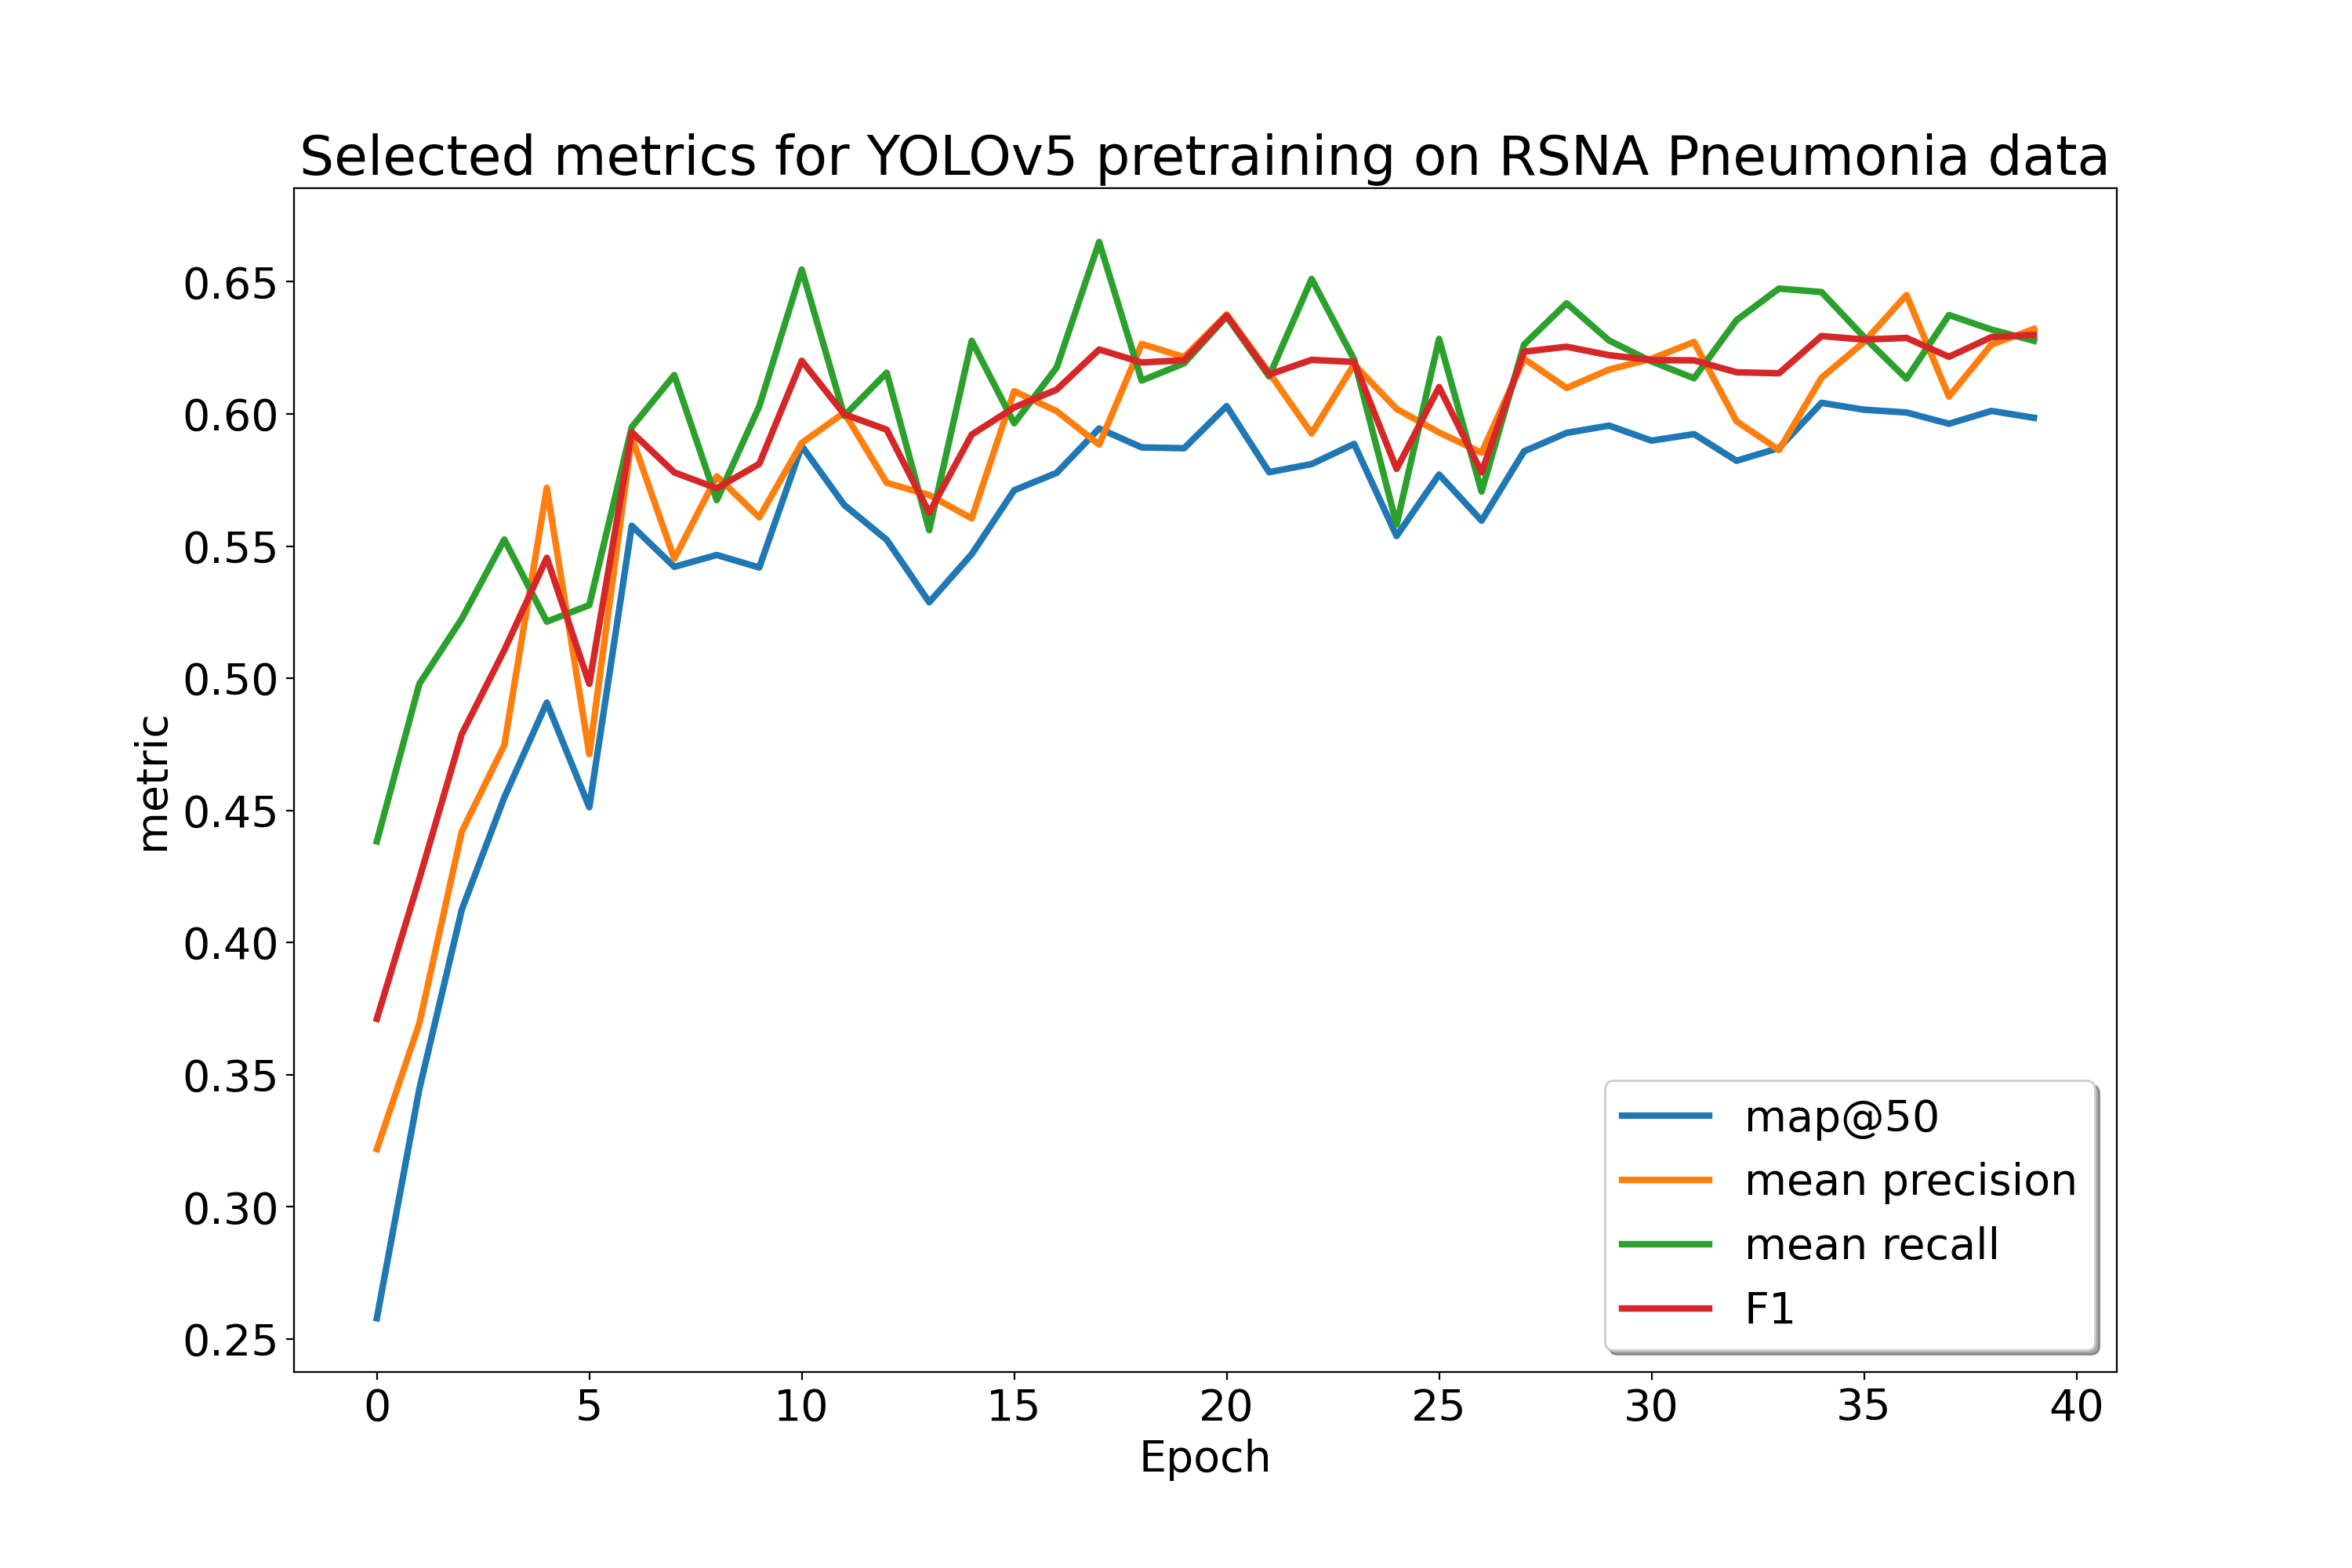 Selected metrics for YOLOv5 pretraining on RSNA Pneumonia data
metric
0.65
0.60
0.55
0.50
0.45
0.40
0.35
0.30
0.25
map@50
mean precision
mean recall
F1
0 5 10 15 20 25 30 35 40
Epoch